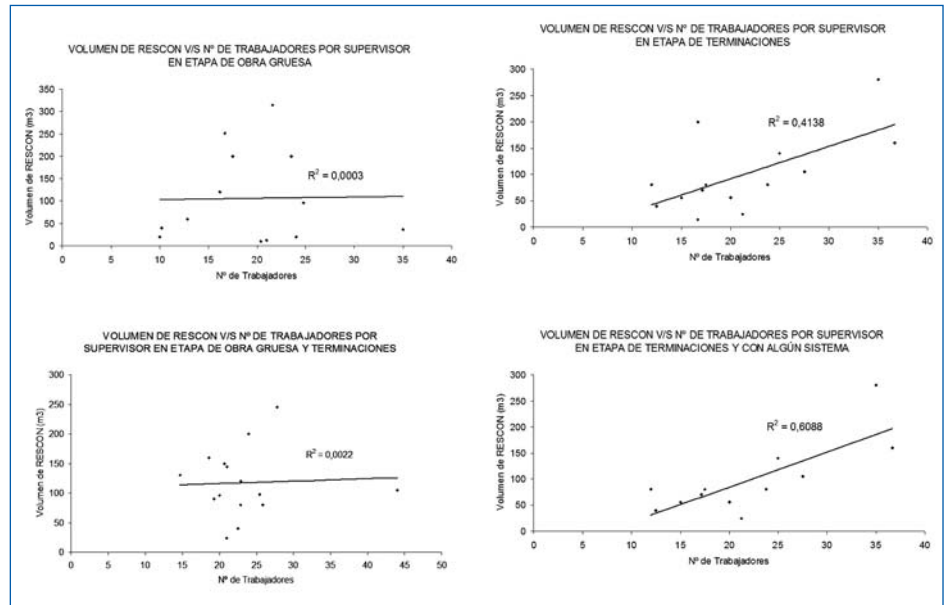 VOLUMEN DE RESCON V/S Nº DE TRABAJADORES POR SUPERVISOR
EN ETAPA DE OBRA GRUESA
Volumen de RESCON (m3)
350
300
250
200
150
100
50
0
R² = 0,0003
0 5 10 15 20 25 30 35 40
Nº de Trabajadores
VOLUMEN DE RESCON V/S Nº DE TRABAJADORES POR SUPERVISOR
EN ETAPA DE TERMINACIONES
Volumen de RESCON (m3)
300
250
200
150
100
50
0
R² = 0,4138
0 5 10 15 20 25 30 35 40
Nº de Trabajadores
VOLUMEN DE RESCON V/S Nº DE TRABAJADORES POR
SUPERVISOR EN ETAPA DE OBRA GRUESA Y TERMINACIONES
Volumen de RESCON (m3)
300
250
200
150
100
50
0
R² = 0,0022
0 5 10 15 20 25 30 35 40 45 50
Nº de Trabajadores
VOLUMEN DE RESCON V/S Nº DE TRABAJADORES POR SUPERVISOR
EN ETAPA DE TERMINACIONES Y CON ALGÚN SISTEMA
Volumen de RESCON (m3)
300
250
200
150
100
50
0
R² = 0,6088
0 5 10 15 20 25 30 35 40
Nº de Trabajadores